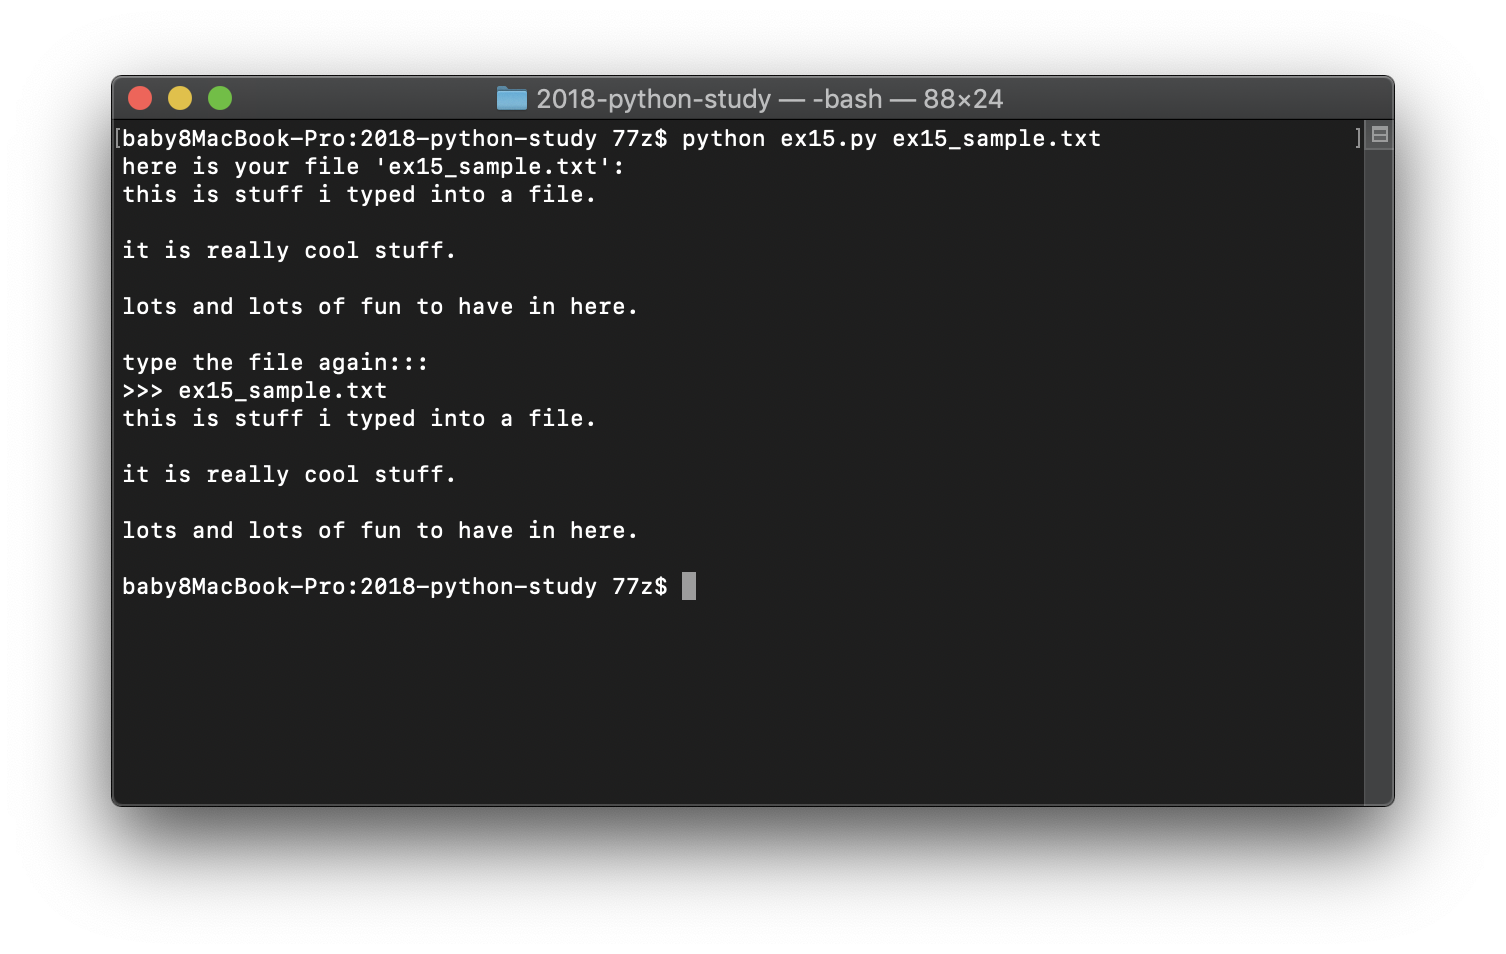 2018-python-study — -bash — 88×24
[baby8MacBook-Pro:2018-python-study 77z$ python ex15.py ex15_sample.txt ]
here is your file 'ex15_sample.txt':
this is stuff i typed into a file.
it is really cool stuff.
lots and lots of fun to have in here.
type the file again:::
>>> ex15_sample.txt
this is stuff i typed into a file.
it is really cool stuff.
lots and lots of fun to have in here.
baby8MacBook-Pro:2018-python-study 77z$